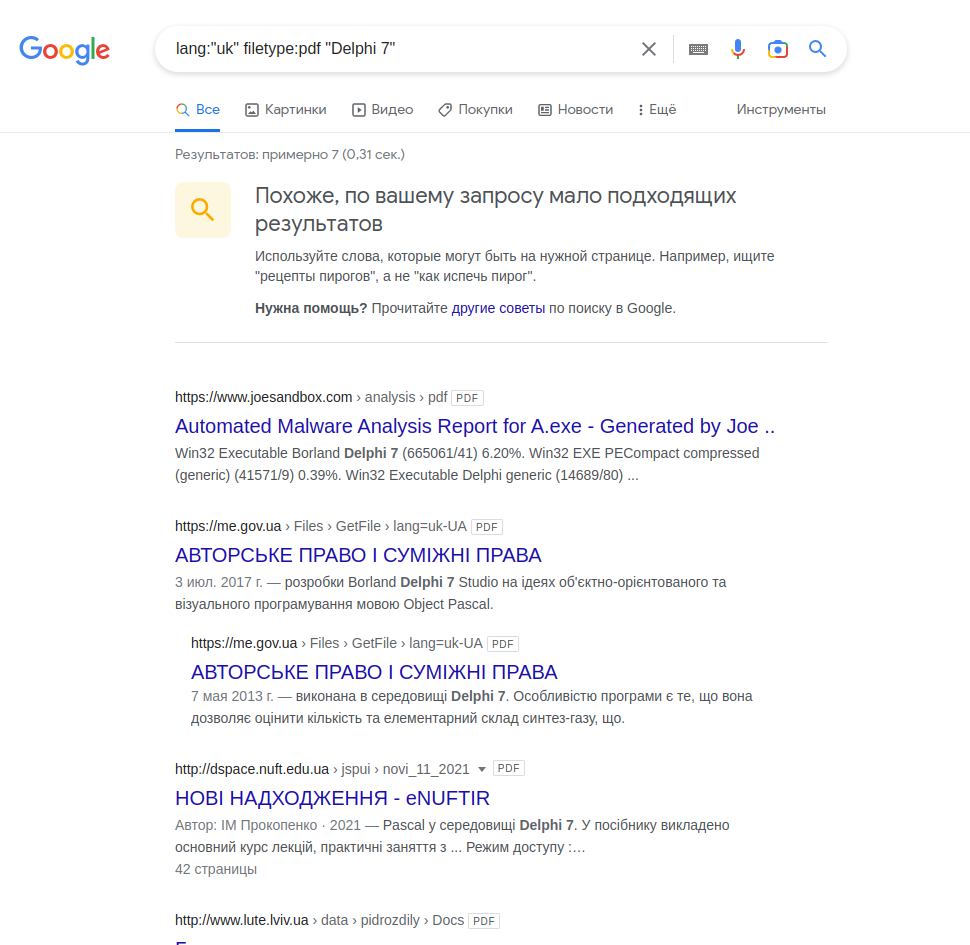 Google
lang:"uk" filetype:pdf "Delphi 7"
Все Картинки Видео Покупки Новости Ещё Инструменты
Результатов: примерно 7 (0,31 сек.)
Похоже, по вашему запросу мало подходящих
результатов
Используйте слова, которые могут быть на нужной странице. Например, ищите
"рецепты пирогов", а не "как испечь пирог".
Нужна помощь? Прочитайте другие советы по поиску в Google.
https://www.joesandbox.com › analysis › pdf PDF
Automated Malware Analysis Report for A.exe - Generated by Joe ..
Win32 Executable Borland Delphi 7 (665061/41) 6.20%. Win32 EXE PECompact compressed
(generic) (41571/9) 0.39%. Win32 Executable Delphi generic (14689/80) ...
https://me.gov.ua › Files › GetFile › lang=uk-UA PDF
АВТОРСЬКЕ ПРАВО І СУМІЖНІ ПРАВА
3 июл. 2017 г. — розробки Borland Delphi 7 Studio на ідеях об'єктно-орієнтованого та
візуального програмування мовою Object Pascal.
https://me.gov.ua › Files › GetFile › lang=uk-UA PDF
АВТОРСЬКЕ ПРАВО І СУМІЖНІ ПРАВА
7 мая 2013 г. — виконана в середовищі Delphi 7. Особливістю програми є те, що вона
дозволяє оцінити кількість та елементарний склад синтез-газу, що.
http://dspace.nuft.edu.ua › jspui › novi_11_2021 PDF
НОВІ НАДХОДЖЕННЯ - eNUFTIR
Автор: ІМ Прокопенко · 2021 — Pascal у середовищі Delphi 7. У посібнику викладено
основний курс лекцій, практичні заняття з ... Режим доступу :…
42 страницы
http://www.lute.lviv.ua › data › pidrozdily › Docs PDF